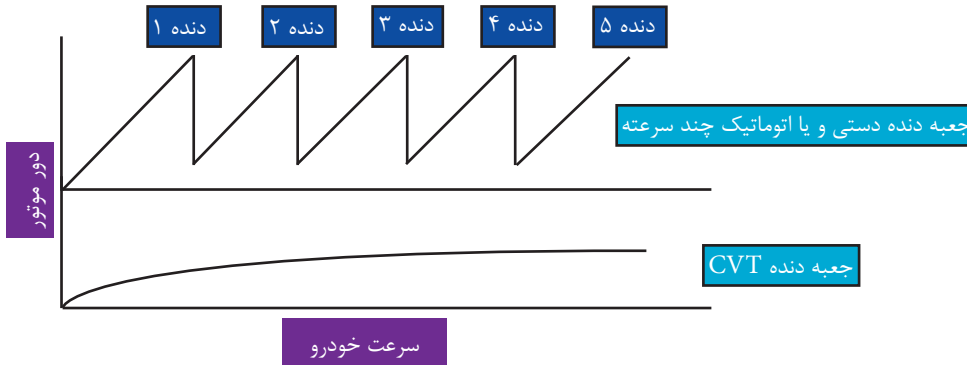 دنده ۱
دنده ۲
دنده ۳
دنده ۴
دنده ۵
جعبه دنده دستی و یا اتوماتیک چند سرعته
دور موتور
جعبه دنده CVT
سرعت خودرو